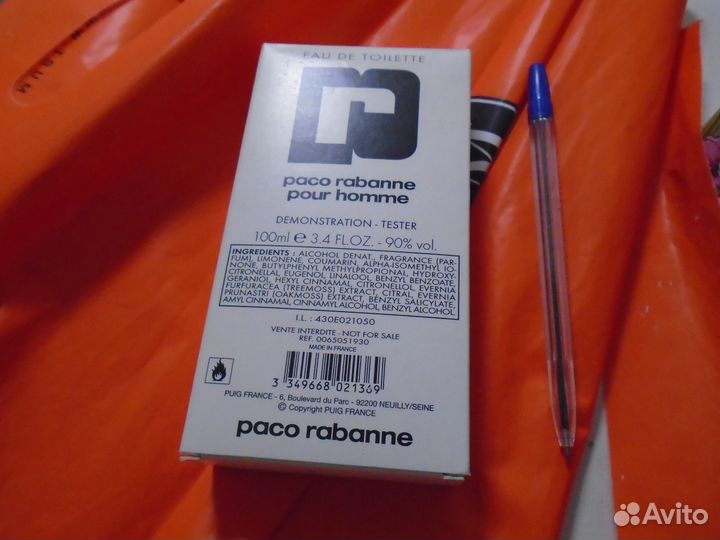 EAU DE TOILETTE
paco rabanne
pour homme
DEMONSTRATION - TESTER
100ml e 3.4 FL.OZ. - 90% vol.
INGREDIENTS : ALCOHOL DENAT., FRAGRANCE (PAR-
FUM), LIMONENE, COUMARIN, ALPHA-ISOMETHYL IO-
NONE, BUTYLPHENYL METHYLPROPIONAL, HYDROXY-
CITRONELLAL, EUGENOL, LINALOOL, BENZYL BENZOATE,
GERANIOL, HEXYL CINNAMAL, CITRONELLOL, EVERNIA
FURFURACEA (TREEMOSS) EXTRACT, CITRAL, EVERNIA
PRUNASTRI (OAKMOSS) EXTRACT, BENZYL SALICYLATE,
AMYL CINNAMAL, CINNAMYL ALCOHOL, BENZYL ALCOHOL.
I.L. : 430E021050
VENTE INTERDITE - NOT FOR SALE
REF. 0065051930
MADE IN FRANCE
3 349668 021369
PUIG FRANCE - 6, Boulevard du Parc - 92200 NEUILLY/SEINE
© Copyright PUIG FRANCE
paco rabanne
Avito